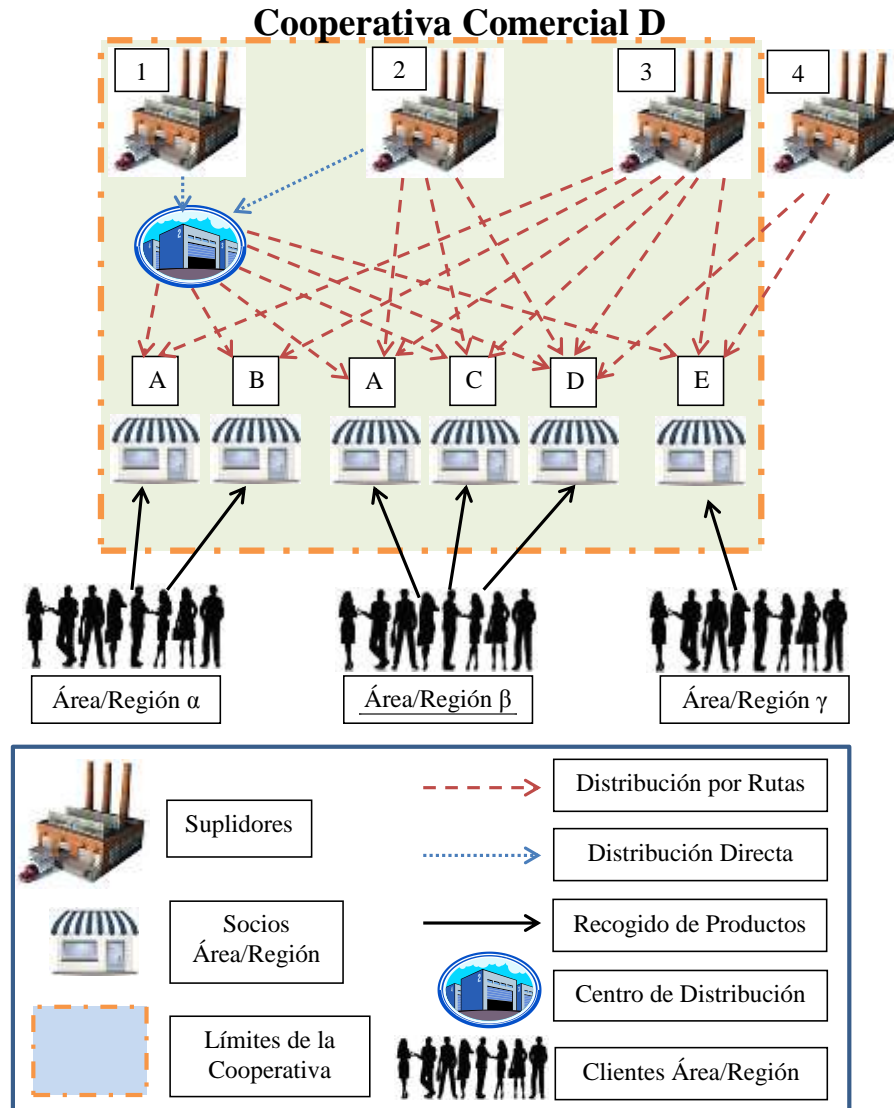 Cooperativa Comercial D
1
2
3
4
A
B
A
C
D
E
Área/Región α
Área/Región β
Área/Región γ
Suplidores
Distribución por Rutas
Distribución Directa
Socios
Área/Región
Recogido de Productos
Centro de Distribución
Límites de la
Cooperativa
Clientes Área/Región